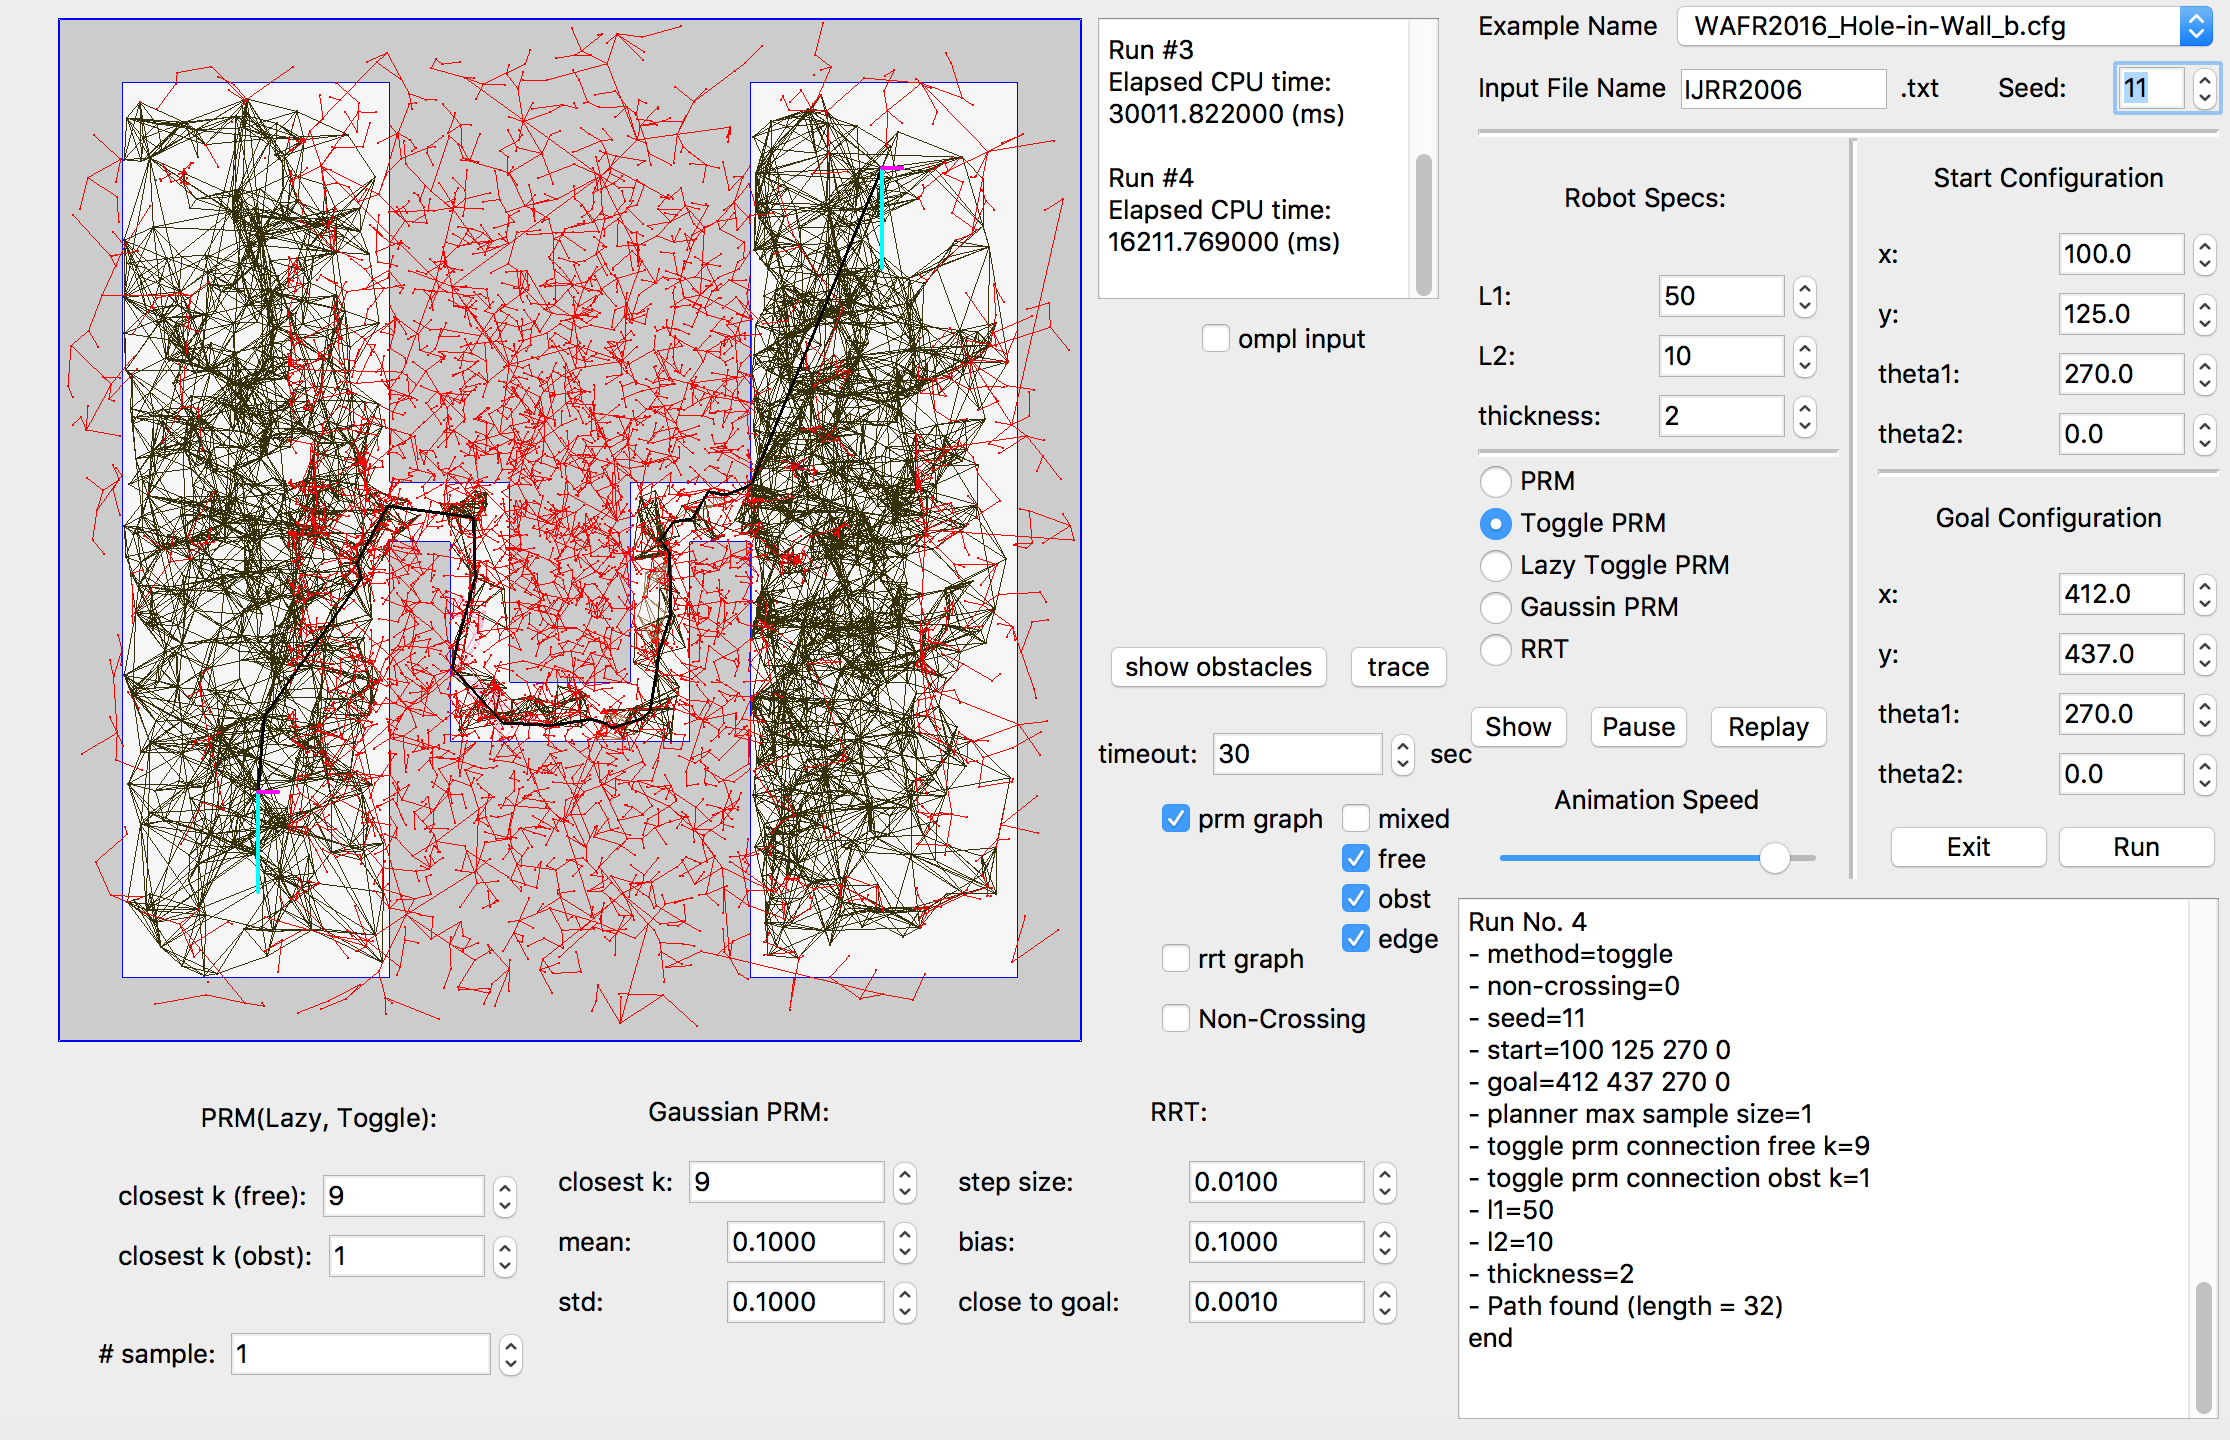 Run #3
Elapsed CPU time:
30011.822000 (ms)
Run #4
Elapsed CPU time:
16211.769000 (ms)
ompl input
show obstacles
trace
timeout: 30 sec
prm graph
mixed
free
obst
edge
rrt graph
Non-Crossing
Example Name WAFR2016_Hole-in-Wall_b.cfg
Input File Name IJRR2006 .txt Seed: 11
Robot Specs:
L1: 50
L2: 10
thickness: 2
PRM
Toggle PRM
Lazy Toggle PRM
Gaussin PRM
RRT
Show Pause Replay
Animation Speed
Start Configuration
x: 100.0
y: 125.0
theta1: 270.0
theta2: 0.0
Goal Configuration
x: 412.0
y: 437.0
theta1: 270.0
theta2: 0.0
Exit Run
Run No. 4
- method=toggle
- non-crossing=0
- seed=11
- start=100 125 270 0
- goal=412 437 270 0
- planner max sample size=1
- toggle prm connection free k=9
- toggle prm connection obst k=1
- l1=50
- l2=10
- thickness=2
- Path found (length = 32)
end
PRM(Lazy, Toggle):
closest k (free): 9
closest k (obst): 1
# sample: 1
Gaussian PRM:
closest k: 9
mean: 0.1000
std: 0.1000
RRT:
step size: 0.0100
bias: 0.1000
close to goal: 0.0010